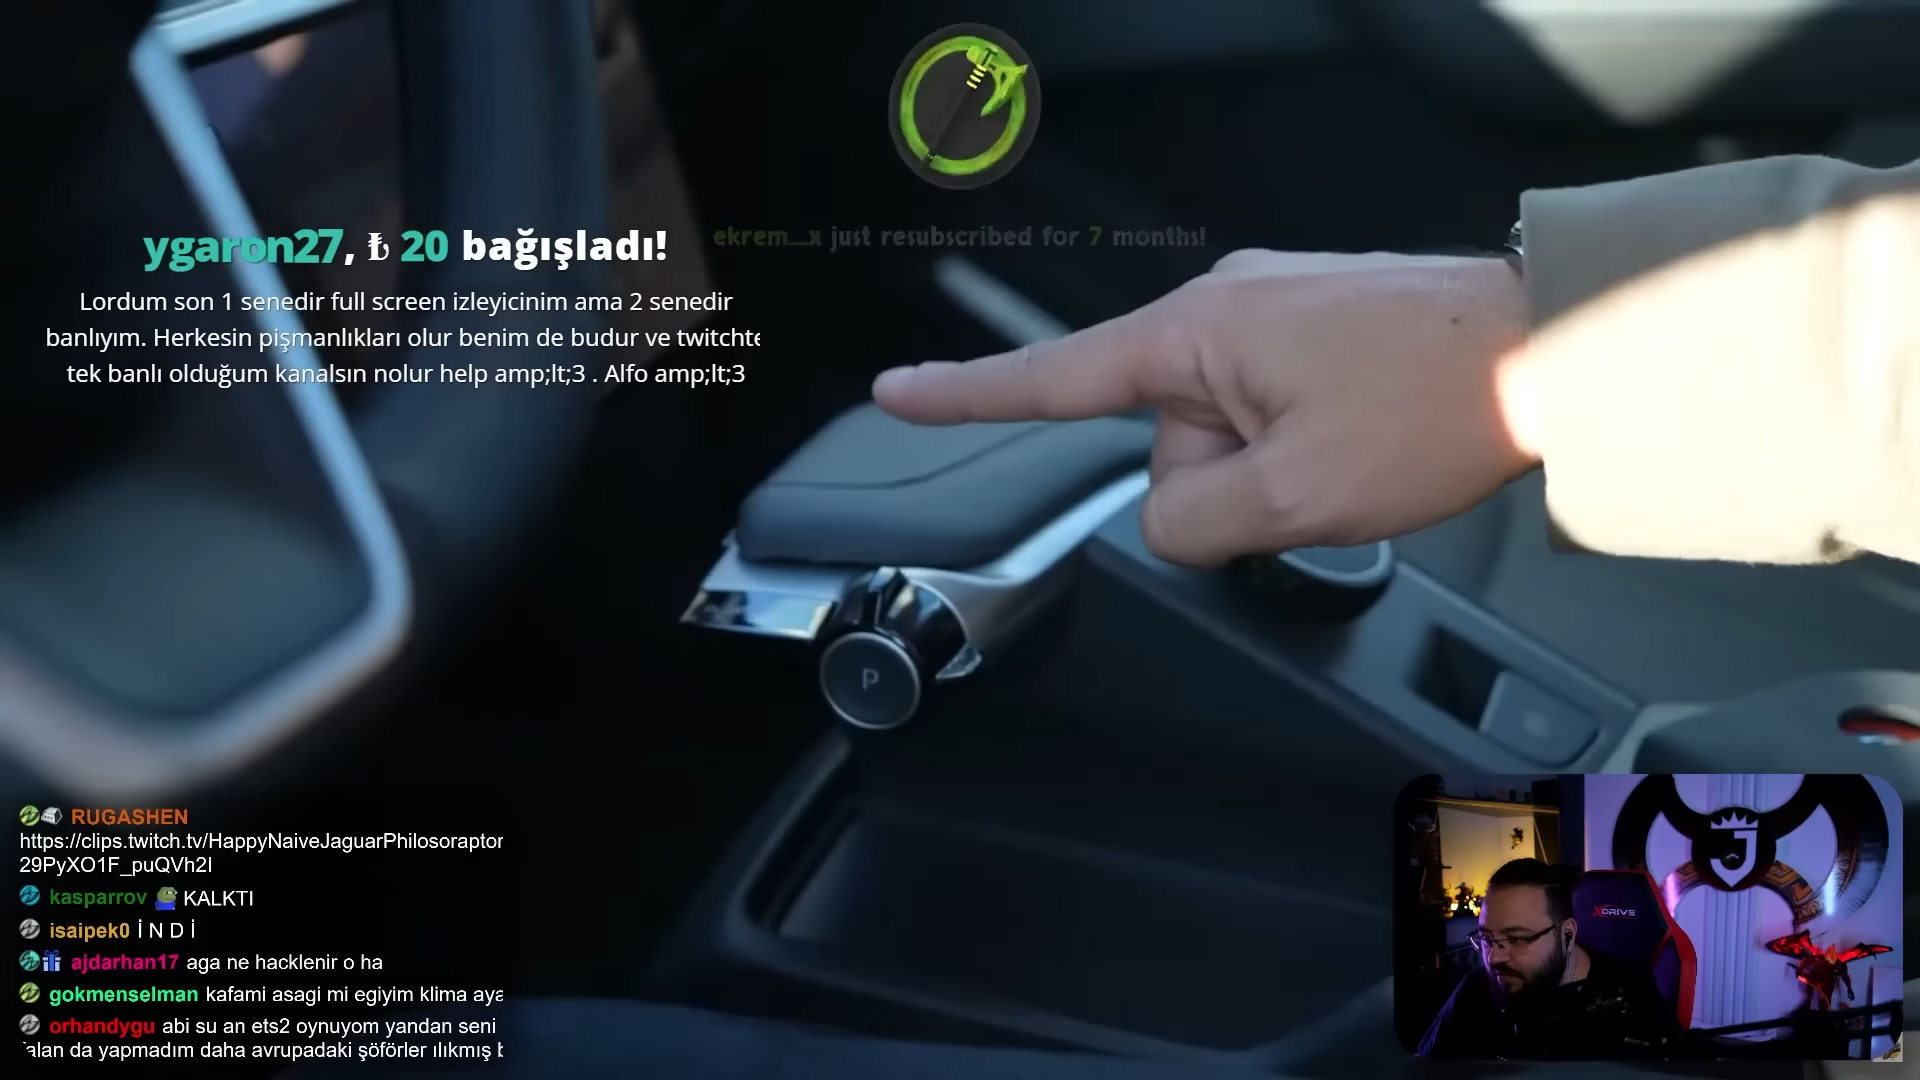 ekrem_x just resubscribed for 7 months!
ygaron27, ₺ 20 bağışladı!
Lordum son 1 senedir full screen izleyicinim ama 2 senedir
banlıyım. Herkesin pişmanlıkları olur benim de budur ve twitchte
tek banlı olduğum kanalsın nolur help amp;lt;3 . Alfo amp;lt;3
P
RUGASHEN
https://clips.twitch.tv/HappyNaiveJaguarPhilosoraptor
29PyXO1F_puQVh2I
kasparrov KALKTI
isaipek0 İ N D İ
ajdarhan17 aga ne hacklenir o ha
gokmenselman kafami asagi mi egiyim klima aya
orhandygu abi su an ets2 oynuyom yandan seni
alan da yapmadım daha avrupadaki şöförler ılıkmış
XDRIVE
J